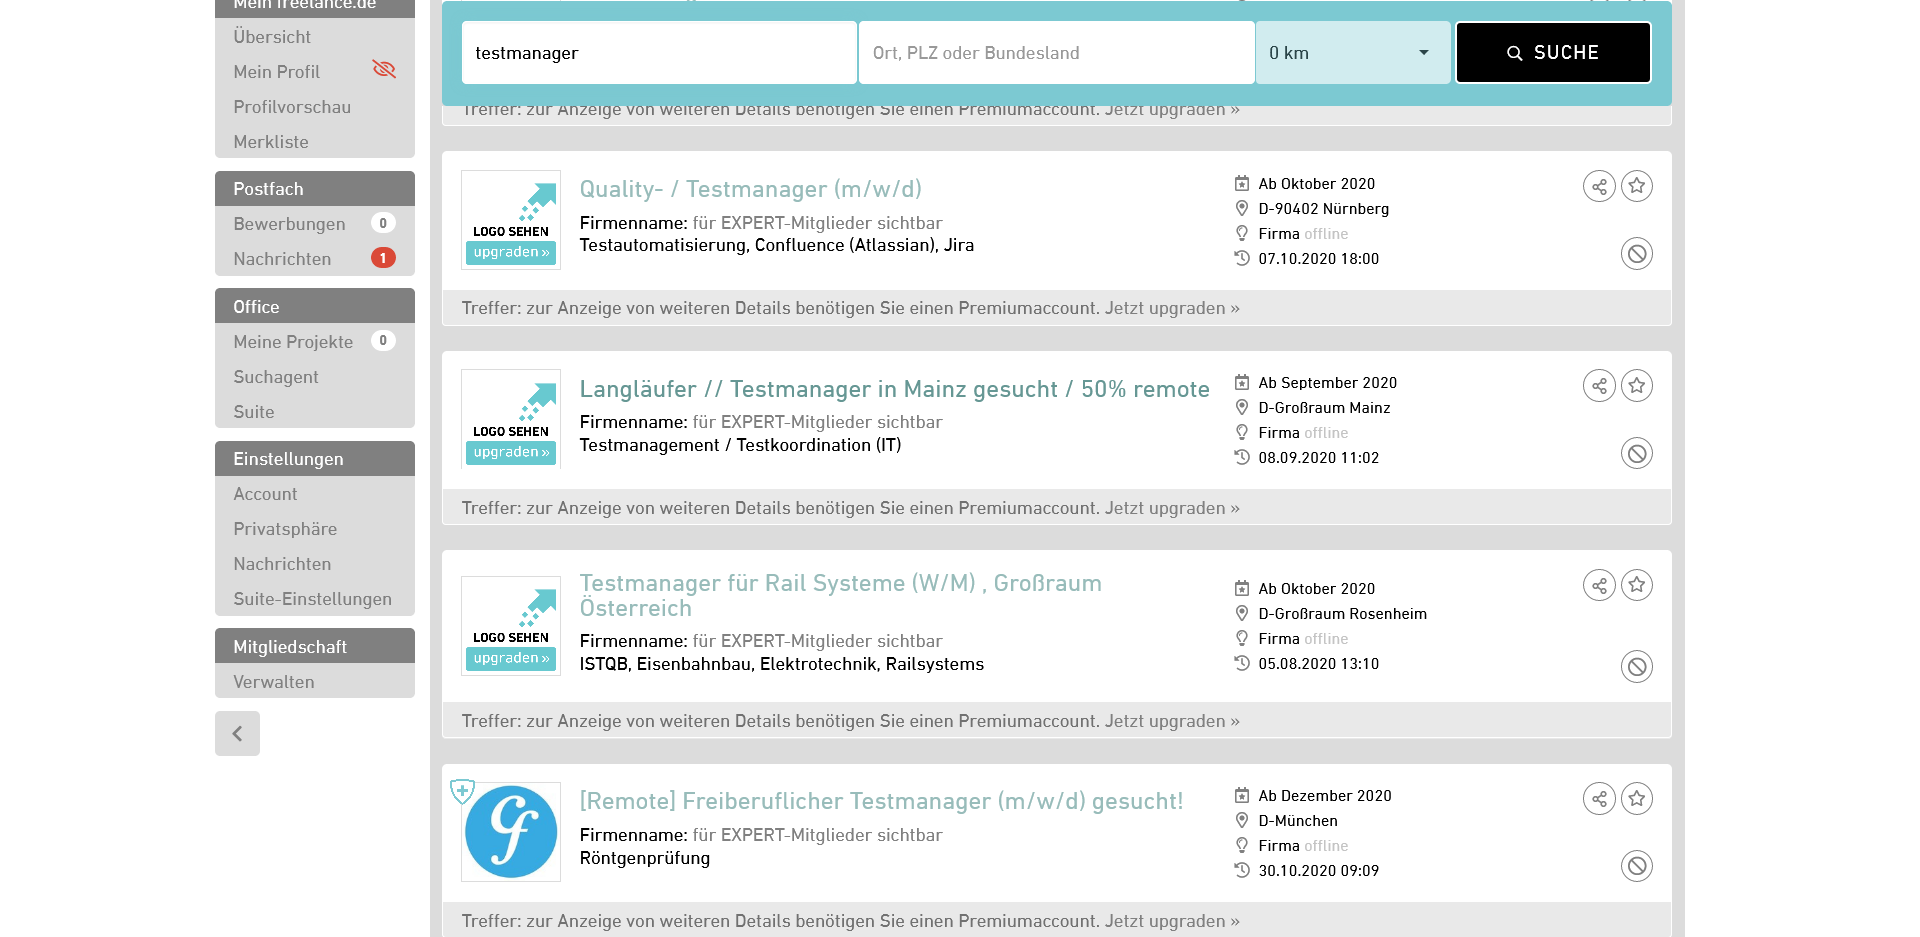 Mein freelance.de
Übersicht
Mein Profil
Profilvorschau
Merkliste
Postfach
Bewerbungen 0
Nachrichten 1
Office
Meine Projekte 0
Suchagent
Suite
Einstellungen
Account
Privatsphäre
Nachrichten
Suite-Einstellungen
Mitgliedschaft
Verwalten
testmanager
Ort, PLZ oder Bundesland
0 km
SUCHE
Treffer: zur Anzeige von weiteren Details benötigen Sie einen Premiumaccount. Jetzt upgraden »
LOGO SEHEN
upgraden »
Quality- / Testmanager (m/w/d)
Firmenname: für EXPERT-Mitglieder sichtbar
Testautomatisierung, Confluence (Atlassian), Jira
Ab Oktober 2020
D-90402 Nürnberg
Firma offline
07.10.2020 18:00
Treffer: zur Anzeige von weiteren Details benötigen Sie einen Premiumaccount. Jetzt upgraden »
LOGO SEHEN
upgraden »
Langläufer // Testmanager in Mainz gesucht / 50% remote
Firmenname: für EXPERT-Mitglieder sichtbar
Testmanagement / Testkoordination (IT)
Ab September 2020
D-Großraum Mainz
Firma offline
08.09.2020 11:02
Treffer: zur Anzeige von weiteren Details benötigen Sie einen Premiumaccount. Jetzt upgraden »
LOGO SEHEN
upgraden »
Testmanager für Rail Systeme (W/M) , Großraum
Österreich
Firmenname: für EXPERT-Mitglieder sichtbar
ISTQB, Eisenbahnbau, Elektrotechnik, Railsystems
Ab Oktober 2020
D-Großraum Rosenheim
Firma offline
05.08.2020 13:10
Treffer: zur Anzeige von weiteren Details benötigen Sie einen Premiumaccount. Jetzt upgraden »
[Remote] Freiberuflicher Testmanager (m/w/d) gesucht!
Firmenname: für EXPERT-Mitglieder sichtbar
Röntgenprüfung
Ab Dezember 2020
D-München
Firma offline
30.10.2020 09:09
Treffer: zur Anzeige von weiteren Details benötigen Sie einen Premiumaccount. Jetzt upgraden »